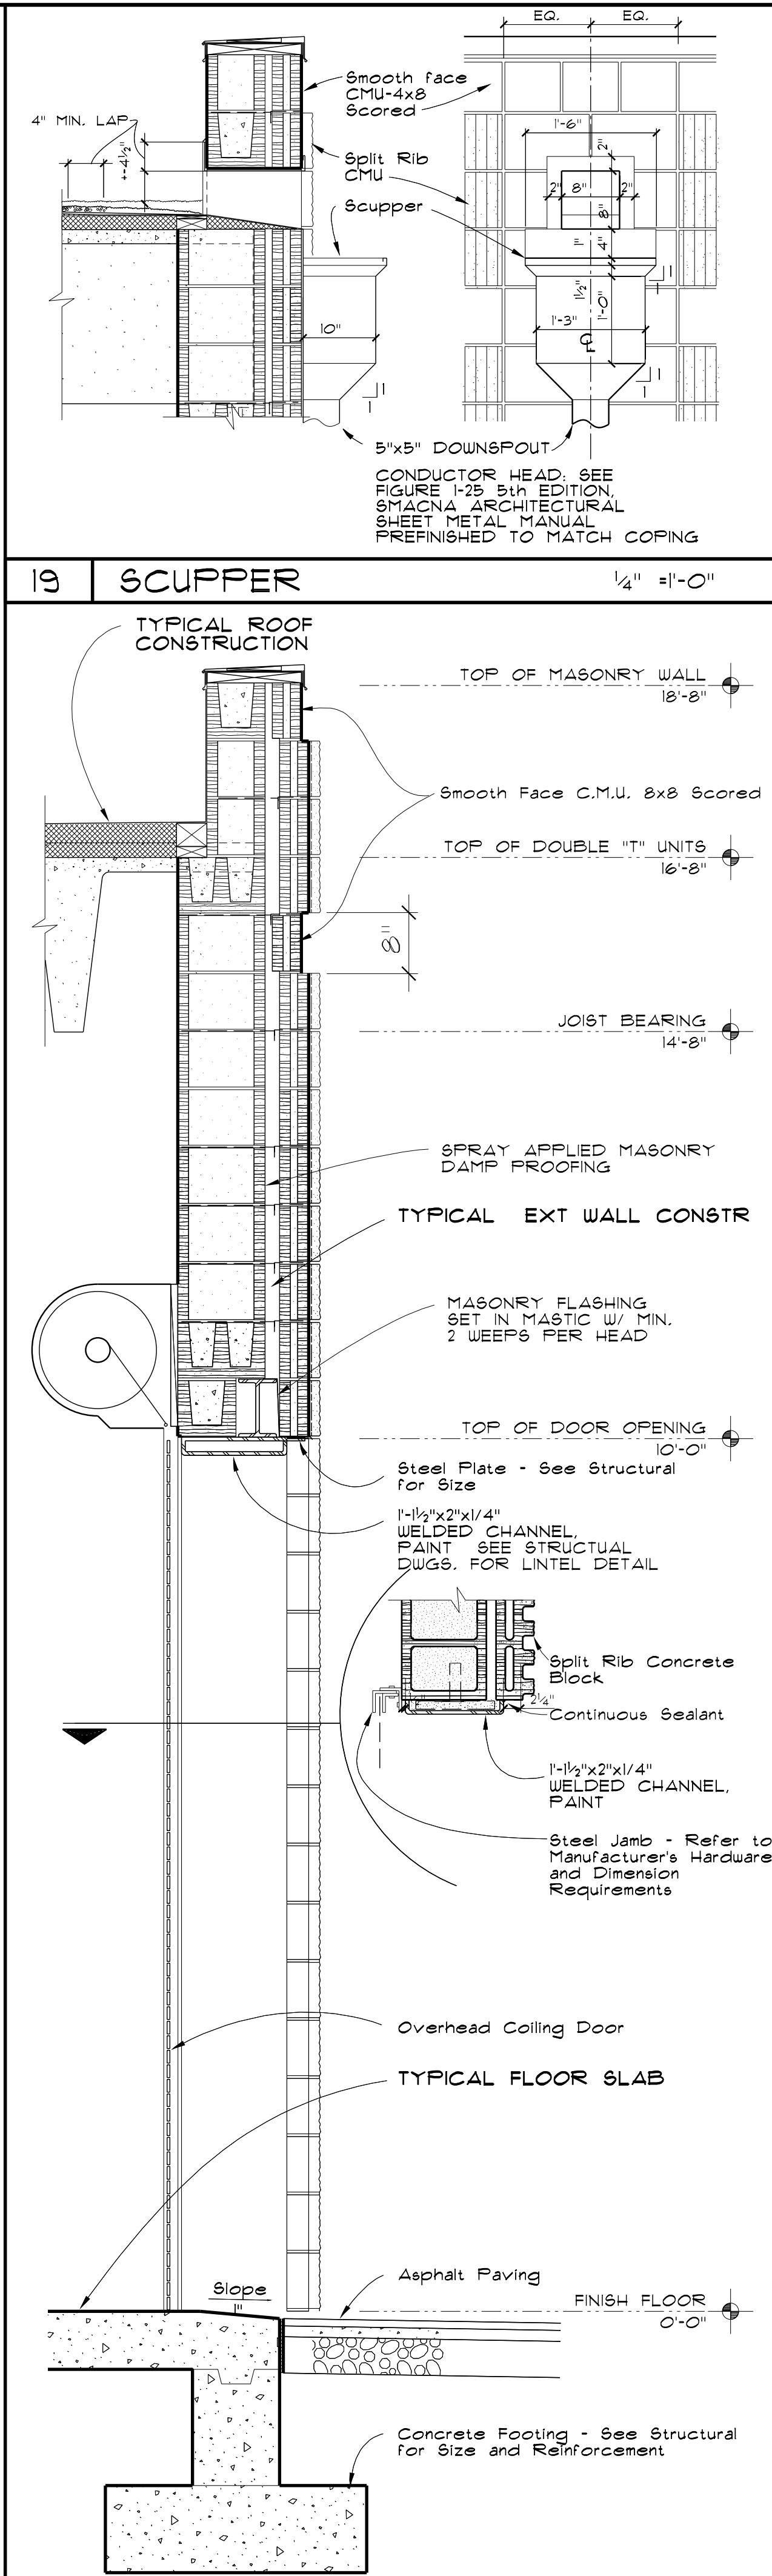 EQ. EQ.
Smooth face
CMU-4x8
Scored
4" MIN. LAP
+-4½"
1'-6"
2"
Split Rib
CMU
2" 8" 2"
Scupper
8"
1" 4"
1
1
1½"
1'-0"
10"
1'-3"
CL
1
1
1
1
5"x5" DOWNSPOUT
CONDUCTOR HEAD: SEE
FIGURE 1-25 5th EDITION,
SMACNA ARCHITECTURAL
SHEET METAL MANUAL
PREFINISHED TO MATCH COPING
19 SCUPPER ¼" =1'-0"
TYPICAL ROOF
CONSTRUCTION
TOP OF MASONRY WALL
18'-8"
Smooth Face C.M.U. 8x8 Scored
TOP OF DOUBLE "T" UNITS
16'-8"
8"
JOIST BEARING
14'-8"
SPRAY APPLIED MASONRY
DAMP PROOFING
TYPICAL EXT WALL CONSTR
MASONRY FLASHING
SET IN MASTIC W/ MIN.
2 WEEPS PER HEAD
TOP OF DOOR OPENING
10'-0"
Steel Plate - See Structural
for Size
1'-1½"x2"x1/4"
WELDED CHANNEL,
PAINT SEE STRUCTUAL
DWGS. FOR LINTEL DETAIL
Split Rib Concrete
Block
2¼"
Continuous Sealant
1'-1½"x2"x1/4"
WELDED CHANNEL,
PAINT
Steel Jamb - Refer to
Manufacturer's Hardware
and Dimension
Requirements
Overhead Coiling Door
TYPICAL FLOOR SLAB
Slope
1"
Asphalt Paving
FINISH FLOOR
0'-0"
Concrete Footing - See Structural
for Size and Reinforcement